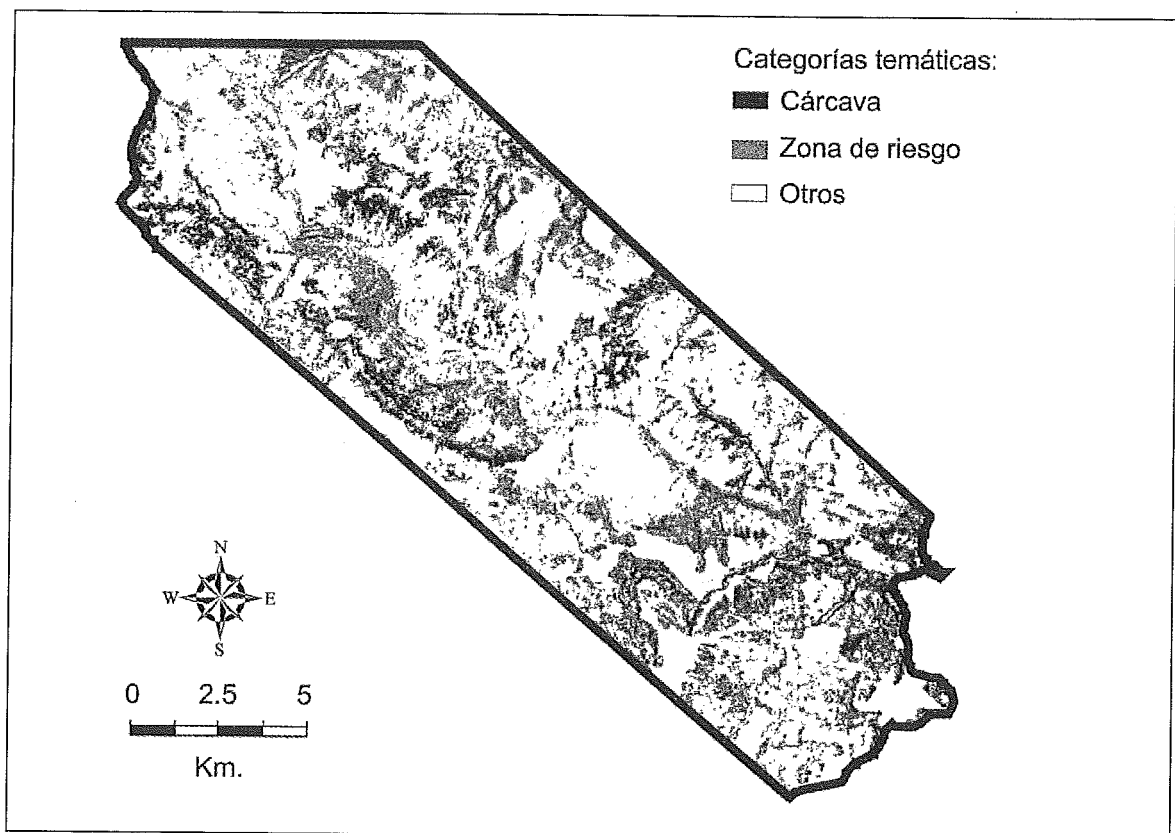 Categorías temáticas:
Cárcava
Zona de riesgo
Otros
N
W E
S
0 2.5 5
Km.